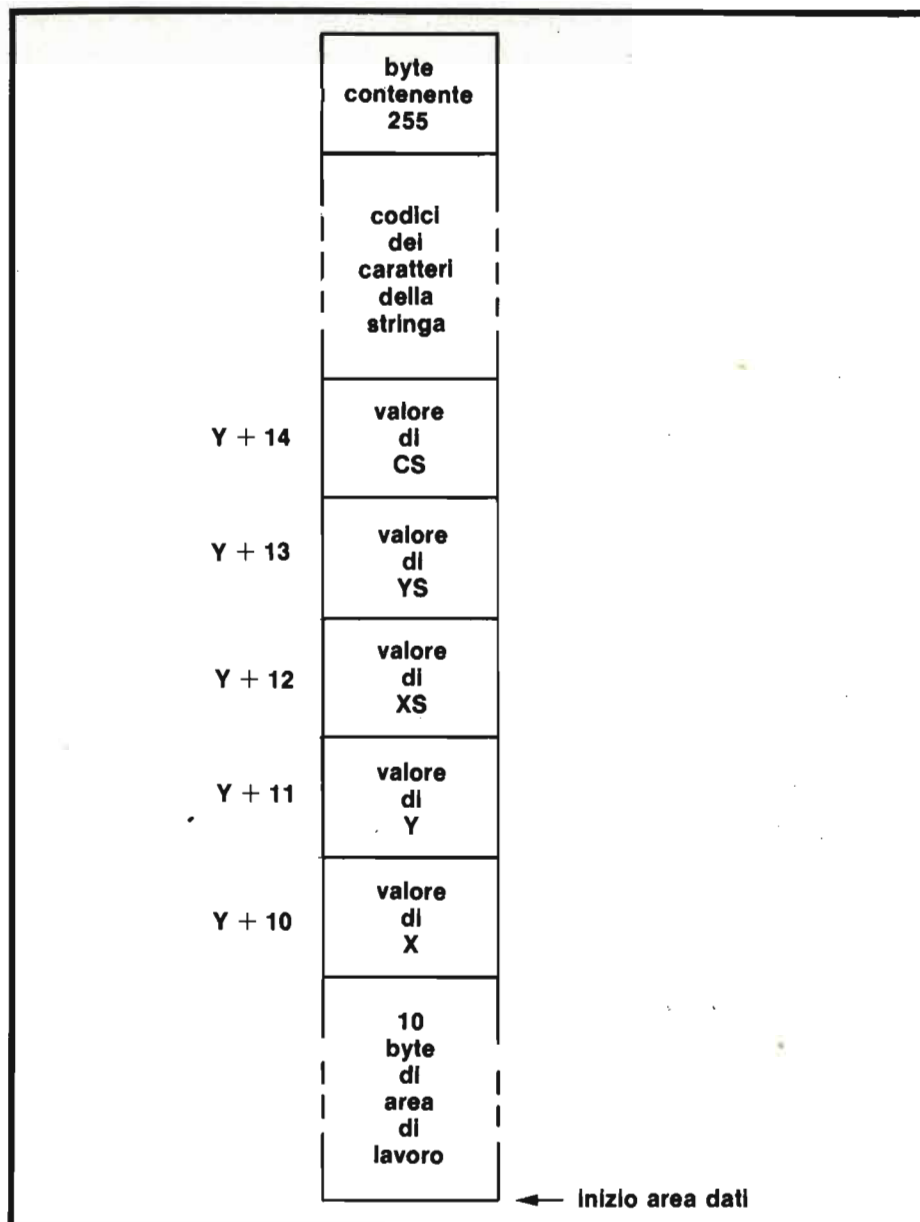 byte
contenente
255
codici
dei
caratteri
della
stringa
Y + 14
valore
di
CS
Y + 13
valore
di
YS
Y + 12
valore
di
XS
Y + 11
valore
di
Y
Y + 10
valore
di
X
10
byte
di
area
di
lavoro
inizio area dati